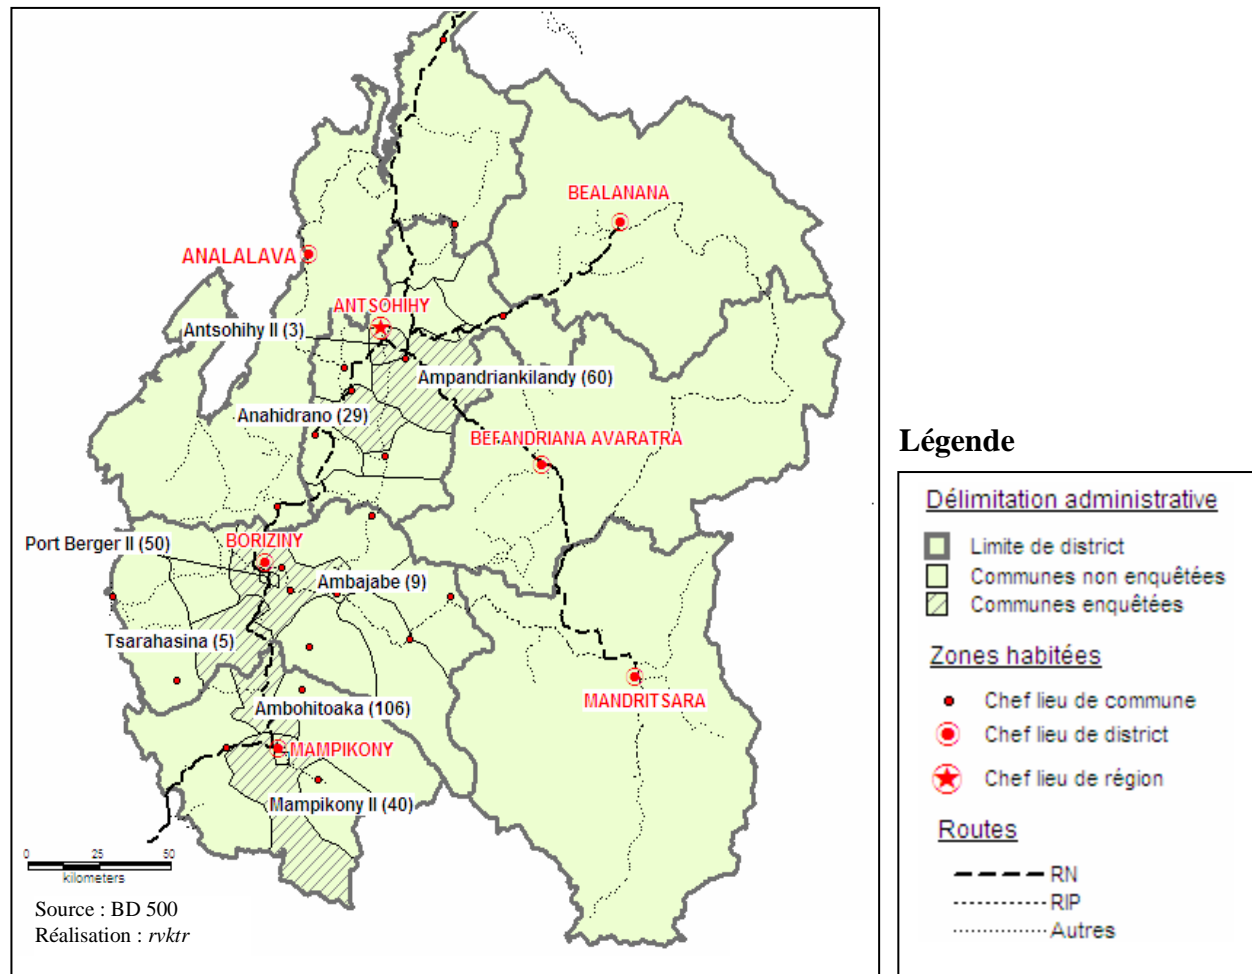 BEALANANA
ANALALAVA
ANTSOHIHY
Antsohihy II (3)
Ampandriankilandy (60)
Anahidrano (29)
BEFANDRIANA AVARATRA
Port Berger II (50)
BORIZINY
Ambajabe (9)
Tsarahasina (5)
Ambohitoaka (106)
MANDRITSARA
MAMPIKONY
Mampikony II (40)
0 25 50
kilometers
Source : BD 500
Réalisation : rvktr
Légende
Délimitation administrative
Limite de district
Communes non enquêtées
Communes enquêtées
Zones habitées
Chef lieu de commune
Chef lieu de district
Chef lieu de région
Routes
RN
RIP
Autres